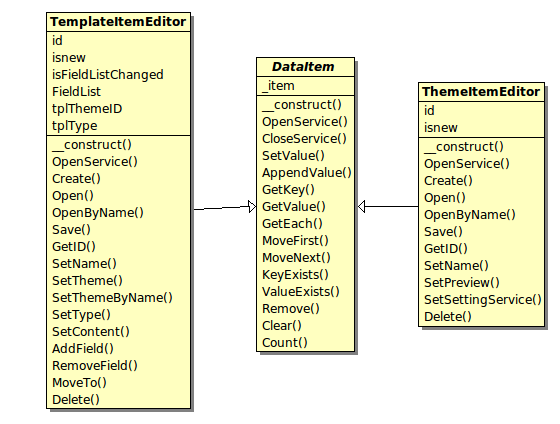 TemplateItemEditor
id
isnew
isFieldListChanged
FieldList
tplThemeID
tplType
__construct()
OpenService()
Create()
Open()
OpenByName()
Save()
GetID()
SetName()
SetTheme()
SetThemeByName()
SetType()
SetContent()
AddField()
RemoveField()
MoveTo()
Delete()
DataItem
_item
__construct()
OpenService()
CloseService()
SetValue()
AppendValue()
GetKey()
GetValue()
GetEach()
MoveFirst()
MoveNext()
KeyExists()
ValueExists()
Remove()
Clear()
Count()
ThemeItemEditor
id
isnew
__construct()
OpenService()
Create()
Open()
OpenByName()
Save()
GetID()
SetName()
SetPreview()
SetSettingService()
Delete()